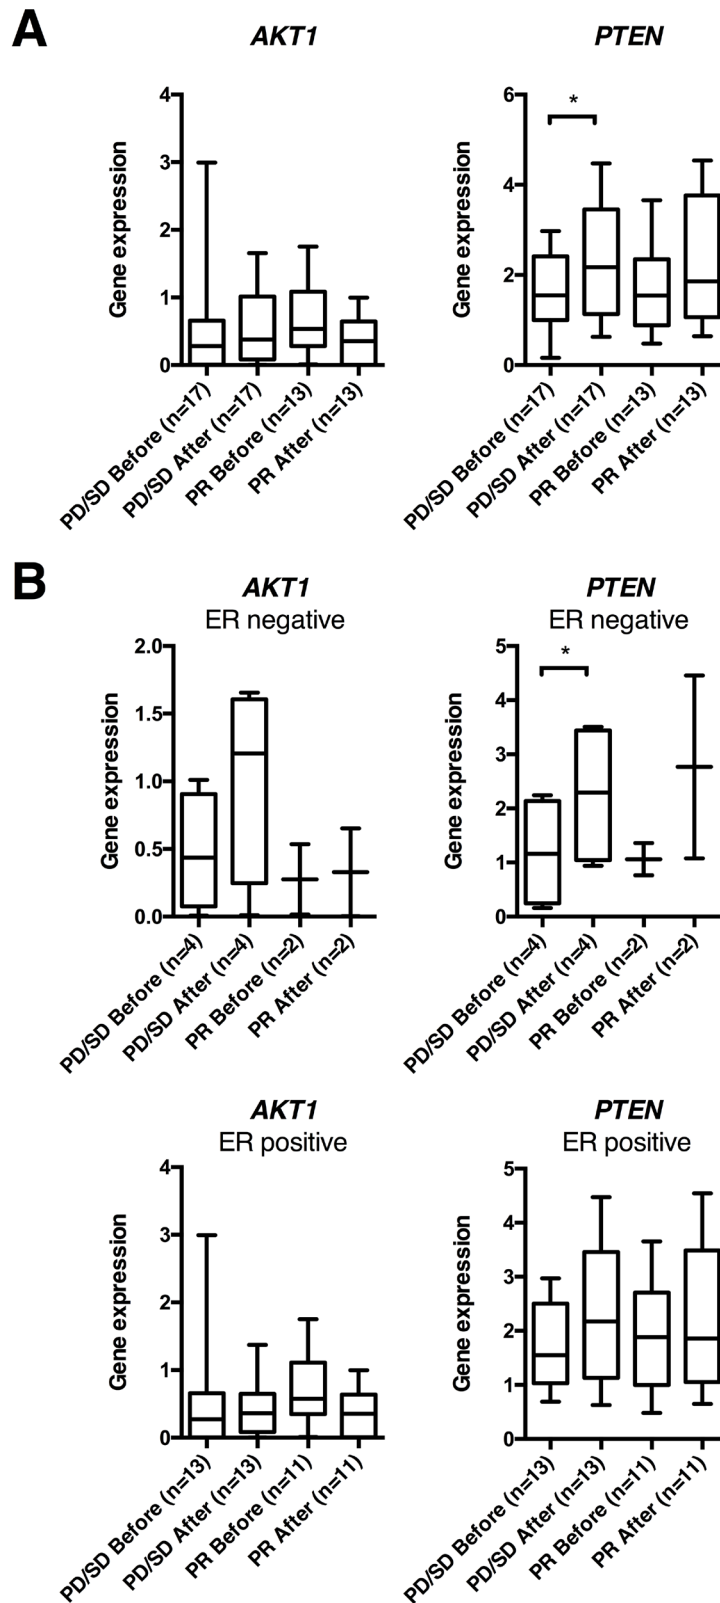 A
AKT1
PTEN
Gene expression
4
3
2
1
0
PD/SD Before (n=17)
PD/SD After (n=17)
PR Before (n=13)
PR After (n=13)
Gene expression
6
4
2
0
*
PD/SD Before (n=17)
PD/SD After (n=17)
PR Before (n=13)
PR After (n=13)
B
AKT1
ER negative
PTEN
ER negative
Gene expression
2.0
1.5
1.0
0.5
0.0
PD/SD Before (n=4)
PD/SD After (n=4)
PR Before (n=2)
PR After (n=2)
Gene expression
5
4
3
2
1
0
*
PD/SD Before (n=4)
PD/SD After (n=4)
PR Before (n=2)
PR After (n=2)
AKT1
ER positive
PTEN
ER positive
Gene expression
4
3
2
1
0
PD/SD Before (n=13)
PD/SD After (n=13)
PR Before (n=11)
PR After (n=11)
Gene expression
5
4
3
2
1
0
PD/SD Before (n=13)
PD/SD After (n=13)
PR Before (n=11)
PR After (n=11)